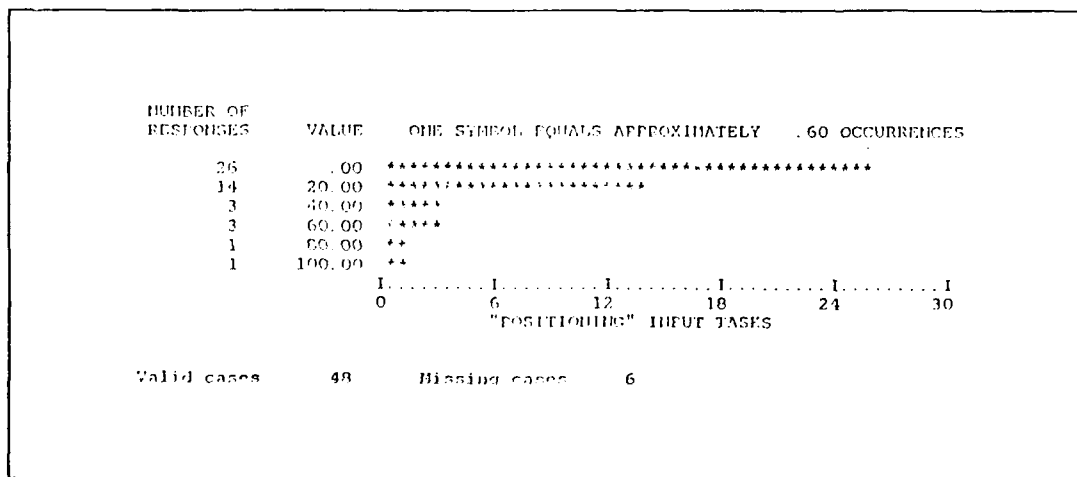 NUMBER OF
RESPONSES VALUE ONE SYMBOL EQUALS APPROXIMATELY .60 OCCURRENCES
26 .00 *******************************************
14 20.00 ***********************
3 40.00 *****
3 60.00 *****
1 80.00 **
1 100.00 **
I.........I.........I.........I.........I.........I
0 6 12 18 24 30
"POSITIONING" INPUT TASKS
Valid cases 48 Missing cases 6